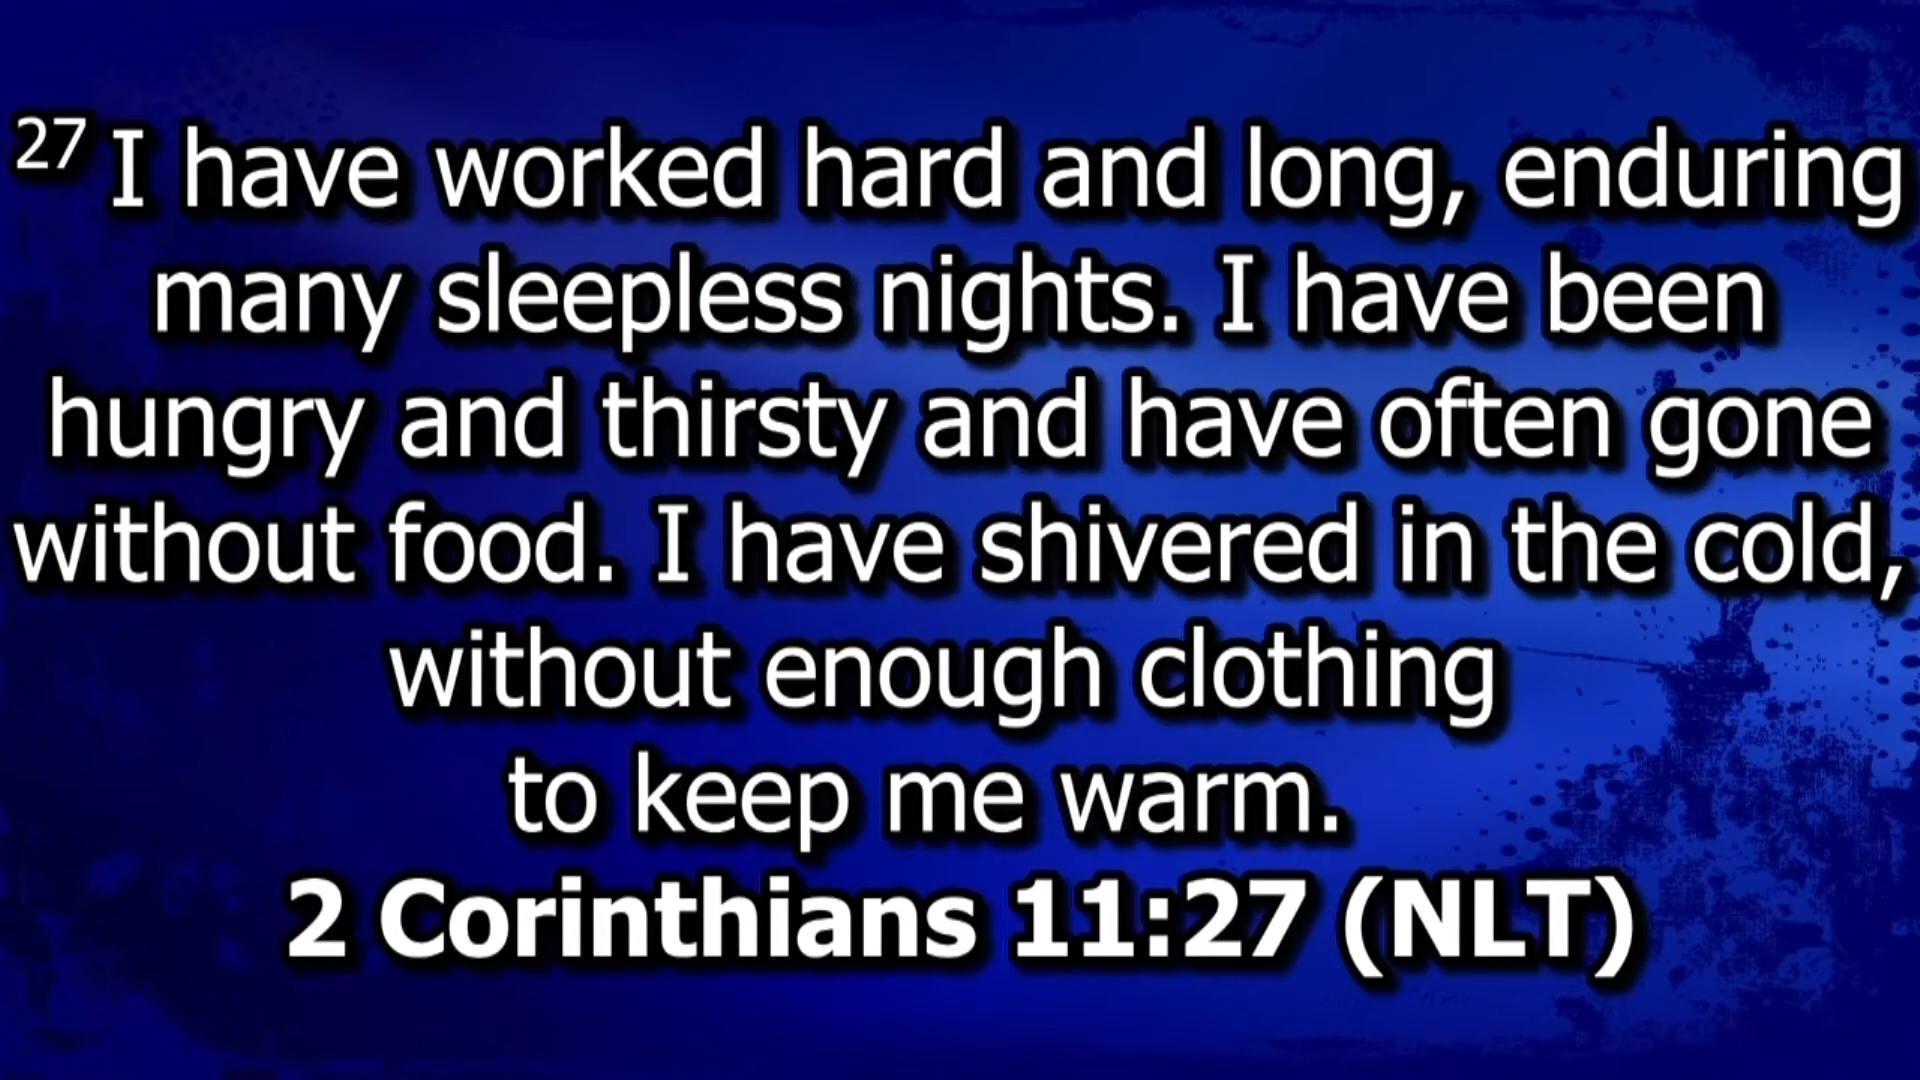 27 I have worked hard and long, enduring
many sleepless nights. I have been
hungry and thirsty and have often gone
without food. I have shivered in the cold,
without enough clothing
to keep me warm.
2 Corinthians 11:27 (NLT)